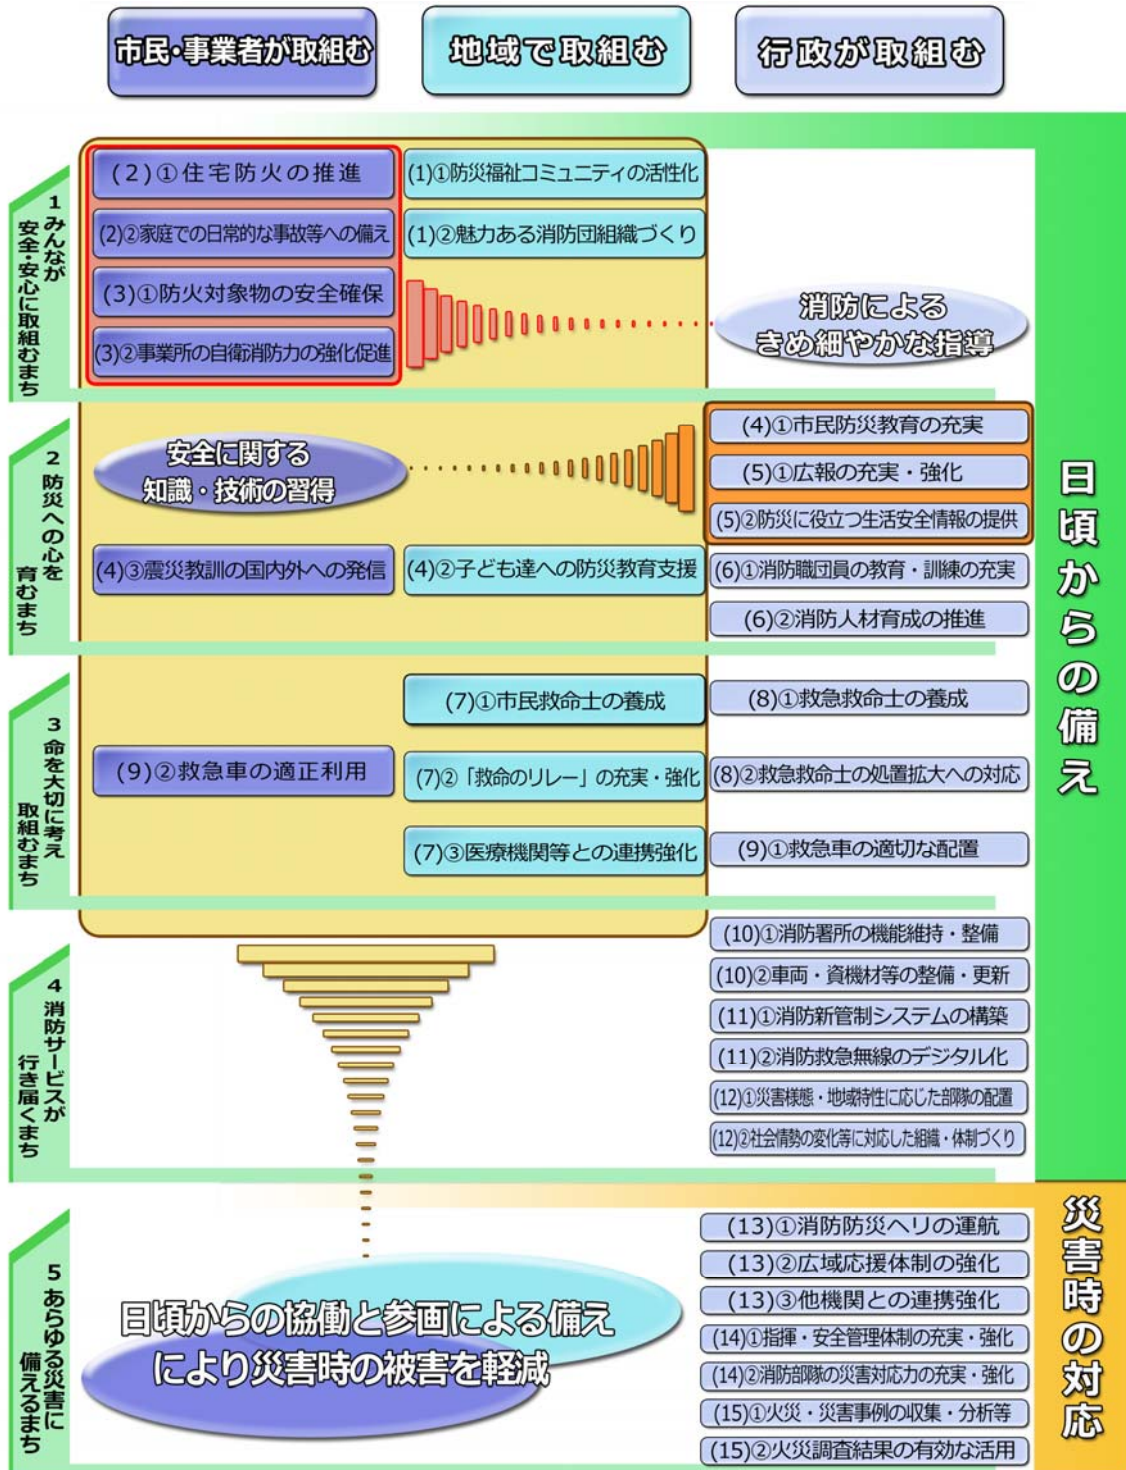 市民・事業者が取組む
地域で取組む
行政が取組む
1 みんなが
安全・安心に取組むまち
(2)①住宅防火の推進
(1)①防災福祉コミュニティの活性化
(2)②家庭での日常的な事故等への備え
(1)②魅力ある消防団組織づくり
(3)①防火対象物の安全確保
(3)②事業所の自衛消防力の強化促進
消防による
きめ細やかな指導
2 防災への心を
育むまち
安全に関する
知識・技術の習得
(4)①市民防災教育の充実
(5)①広報の充実・強化
(5)②防災に役立つ生活安全情報の提供
(4)③震災教訓の国内外への発信
(4)②子ども達への防災教育支援
(6)①消防職団員の教育・訓練の充実
(6)②消防人材育成の推進
3 命を大切に考え
取組むまち
(7)①市民救命士の養成
(8)①救急救命士の養成
(9)②救急車の適正利用
(7)②「救命のリレー」の充実・強化
(8)②救急救命士の処置拡大への対応
(7)③医療機関等との連携強化
(9)①救急車の適切な配置
日頃からの備え
4 消防サービスが
行き届くまち
(10)①消防署所の機能維持・整備
(10)②車両・資機材等の整備・更新
(11)①消防新管制システムの構築
(11)②消防救急無線のデジタル化
(12)①災害様態・地域特性に応じた部隊の配置
(12)②社会情勢の変化等に対応した組織・体制づくり
5 あらゆる災害に
備えるまち
日頃からの協働と参画による備え
により災害時の被害を軽減
(13)①消防防災ヘリの運航
(13)②広域応援体制の強化
(13)③他機関との連携強化
(14)①指揮・安全管理体制の充実・強化
(14)②消防部隊の災害対応力の充実・強化
(15)①火災・災害事例の収集・分析等
(15)②火災調査結果の有効な活用
災害時の対応